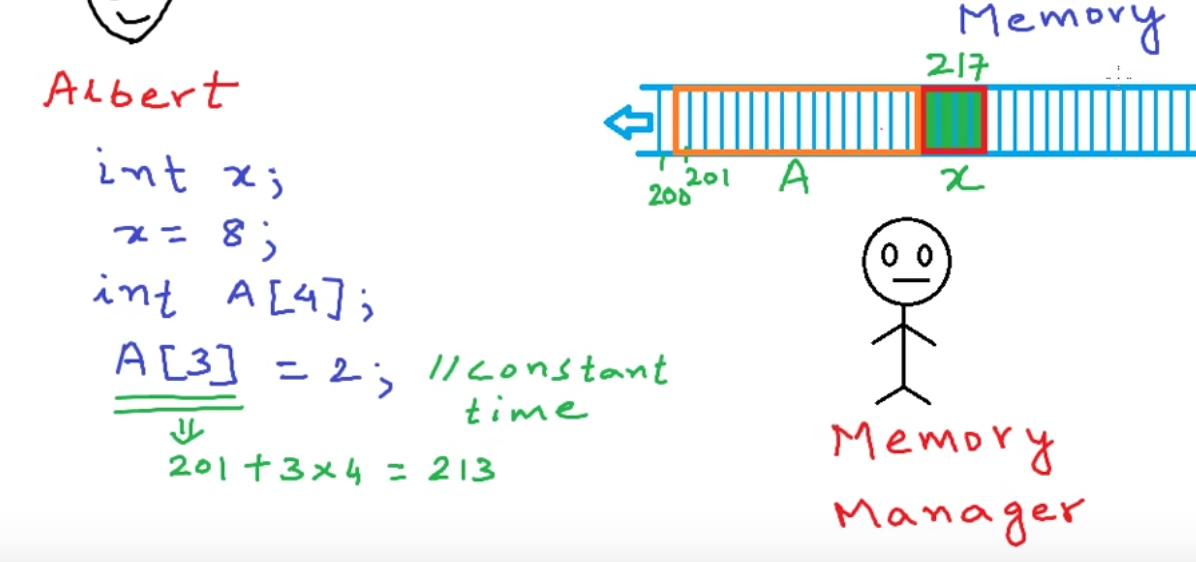 Memory
217
Albert
200
201
A
x
int x;
x = 8;
int A[4];
A[3] = 2; //constant
time
⇓
201 + 3 x 4 = 213
Memory
Manager